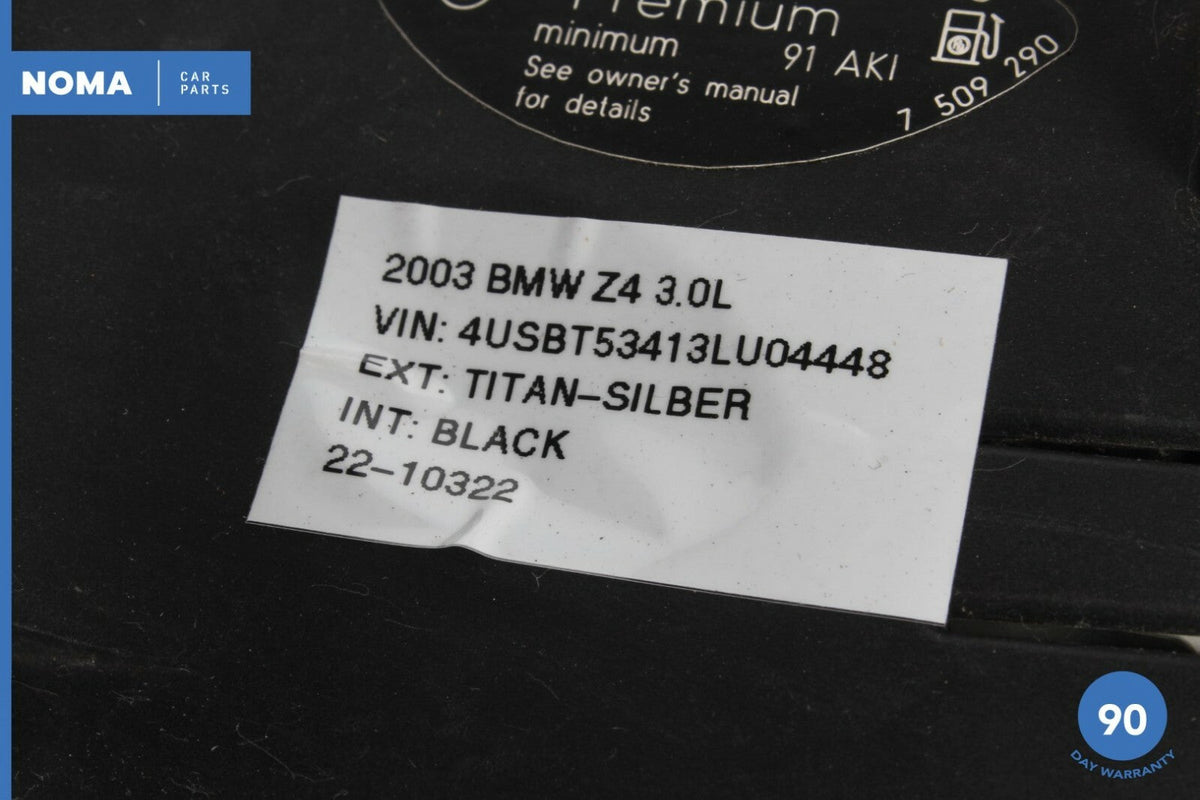 Premium
minimum 91 AKI
See owner's manual
for details
7 509 290
NOMA
CAR
PARTS
2003 BMW Z4 3.0L
VIN: 4USBT53413LU04448
EXT: TITAN-SILBER
INT: BLACK
22-10322
90
DAY WARRANTY